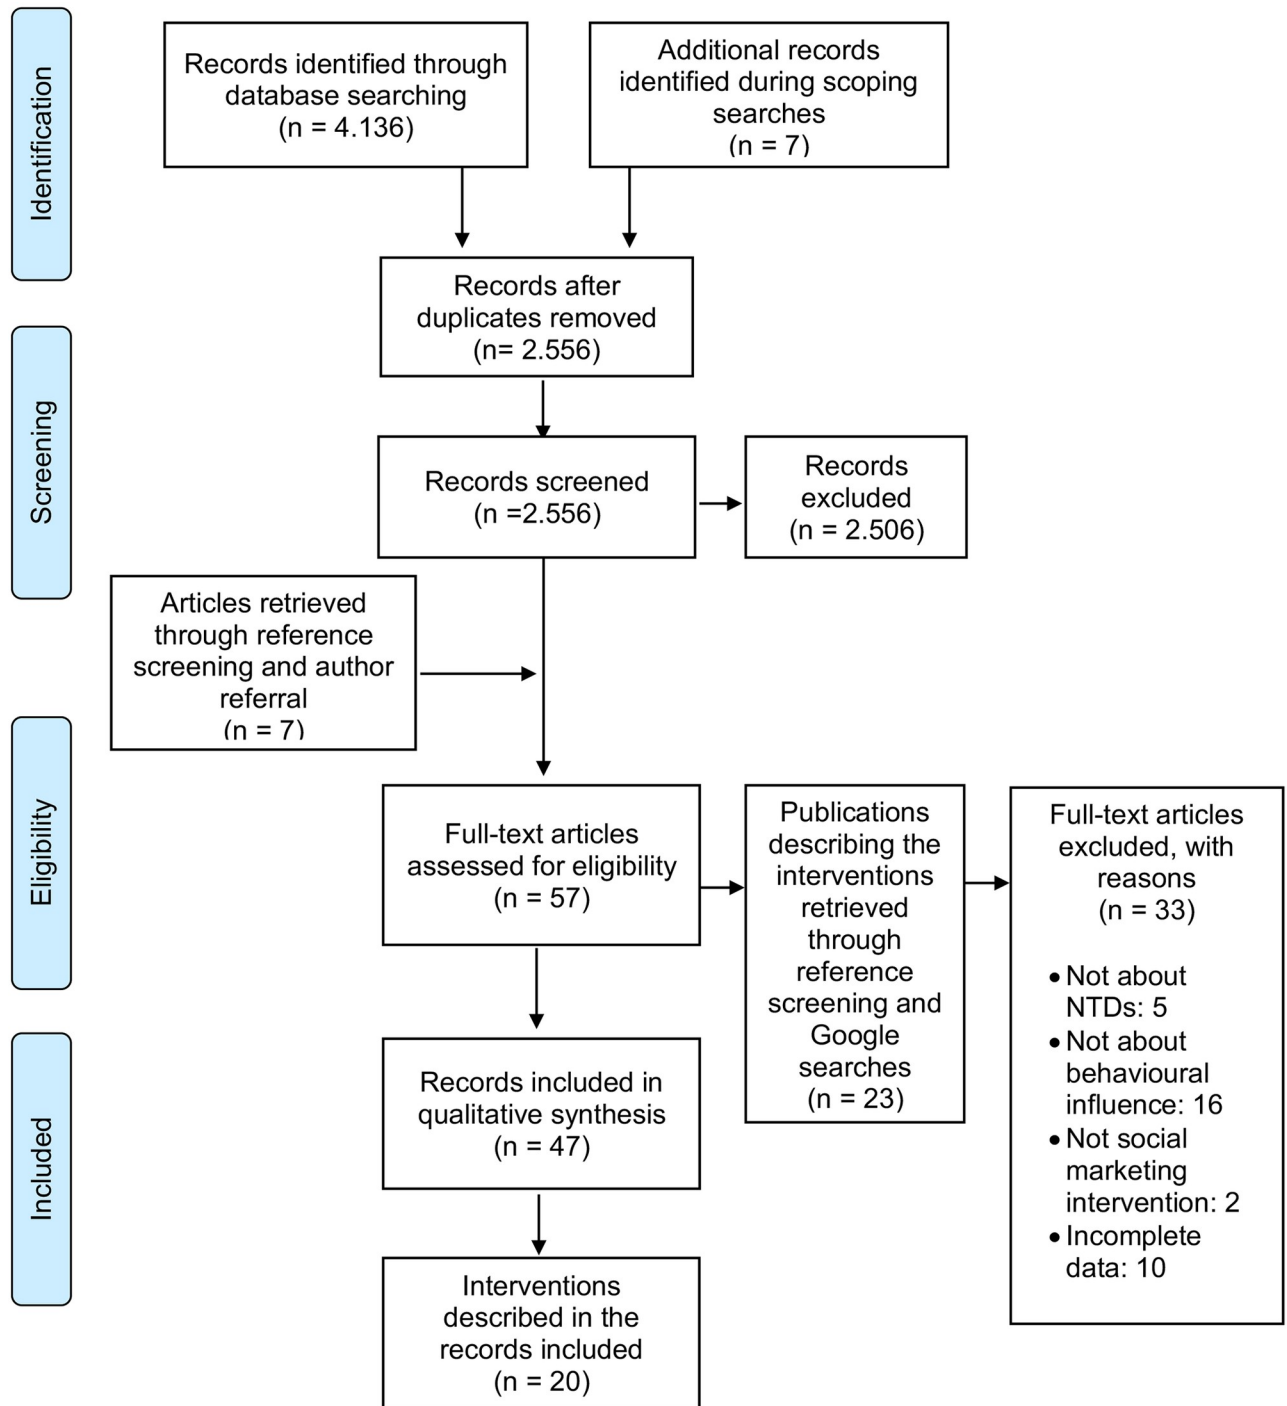 Identification
Records identified through
database searching
(n = 4.136)
Additional records
identified during scoping
searches
(n = 7)
Records after
duplicates removed
(n= 2.556)
Screening
Records screened
(n =2.556)
Records
excluded
(n = 2.506)
Articles retrieved
through reference
screening and author
referral
(n = 7)
Eligibility
Full-text articles
assessed for eligibility
(n = 57)
Publications
describing the
interventions
retrieved
through
reference
screening and
Google
searches
(n = 23)
Full-text articles
excluded, with
reasons
(n = 33)
• Not about
NTDs: 5
• Not about
behavioural
influence: 16
• Not social
marketing
intervention: 2
• Incomplete
data: 10
Included
Records included in
qualitative synthesis
(n = 47)
Interventions
described in the
records included
(n = 20)